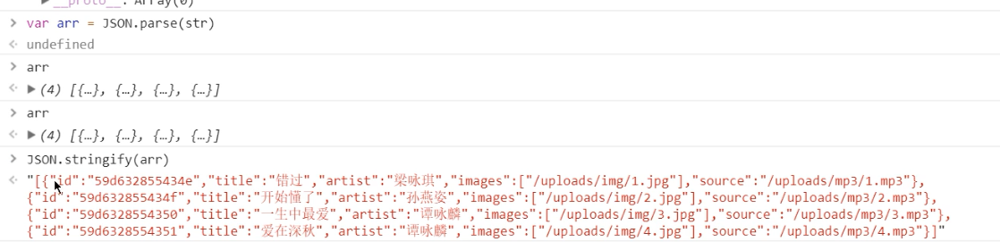 __proto__: Array(0)
> var arr = JSON.parse(str)
undefined
> arr
(4) [{…}, {…}, {…}, {…}]
> arr
(4) [{…}, {…}, {…}, {…}]
> JSON.stringify(arr)
"[{"id":"59d632855434e","title":"错过","artist":"梁咏琪","images":["/uploads/img/1.jpg"],"source":"/uploads/mp3/1.mp3"},
{"id":"59d632855434f","title":"开始懂了","artist":"孙燕姿","images":["/uploads/img/2.jpg"],"source":"/uploads/mp3/2.mp3"},
{"id":"59d6328554350","title":"一生中最爱","artist":"谭咏麟","images":["/uploads/img/3.jpg"],"source":"/uploads/mp3/3.mp3"},
{"id":"59d6328554351","title":"爱在深秋","artist":"谭咏麟","images":["/uploads/img/4.jpg"],"source":"/uploads/mp3/4.mp3"}]"